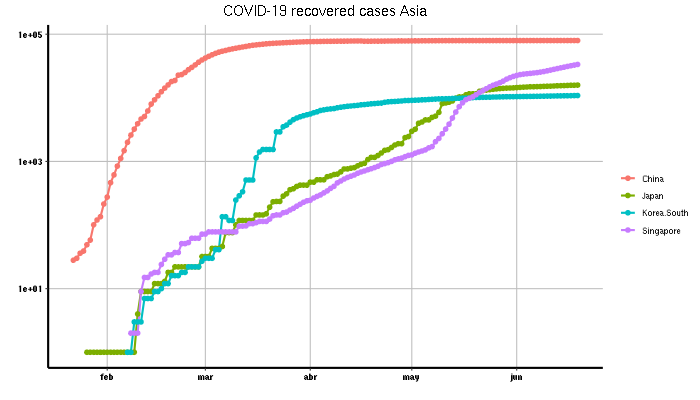 COVID-19 recovered cases Asia
1e+05
1e+03
1e+01
feb mar abr may jun
China
Japan
Korea.South
Singapore